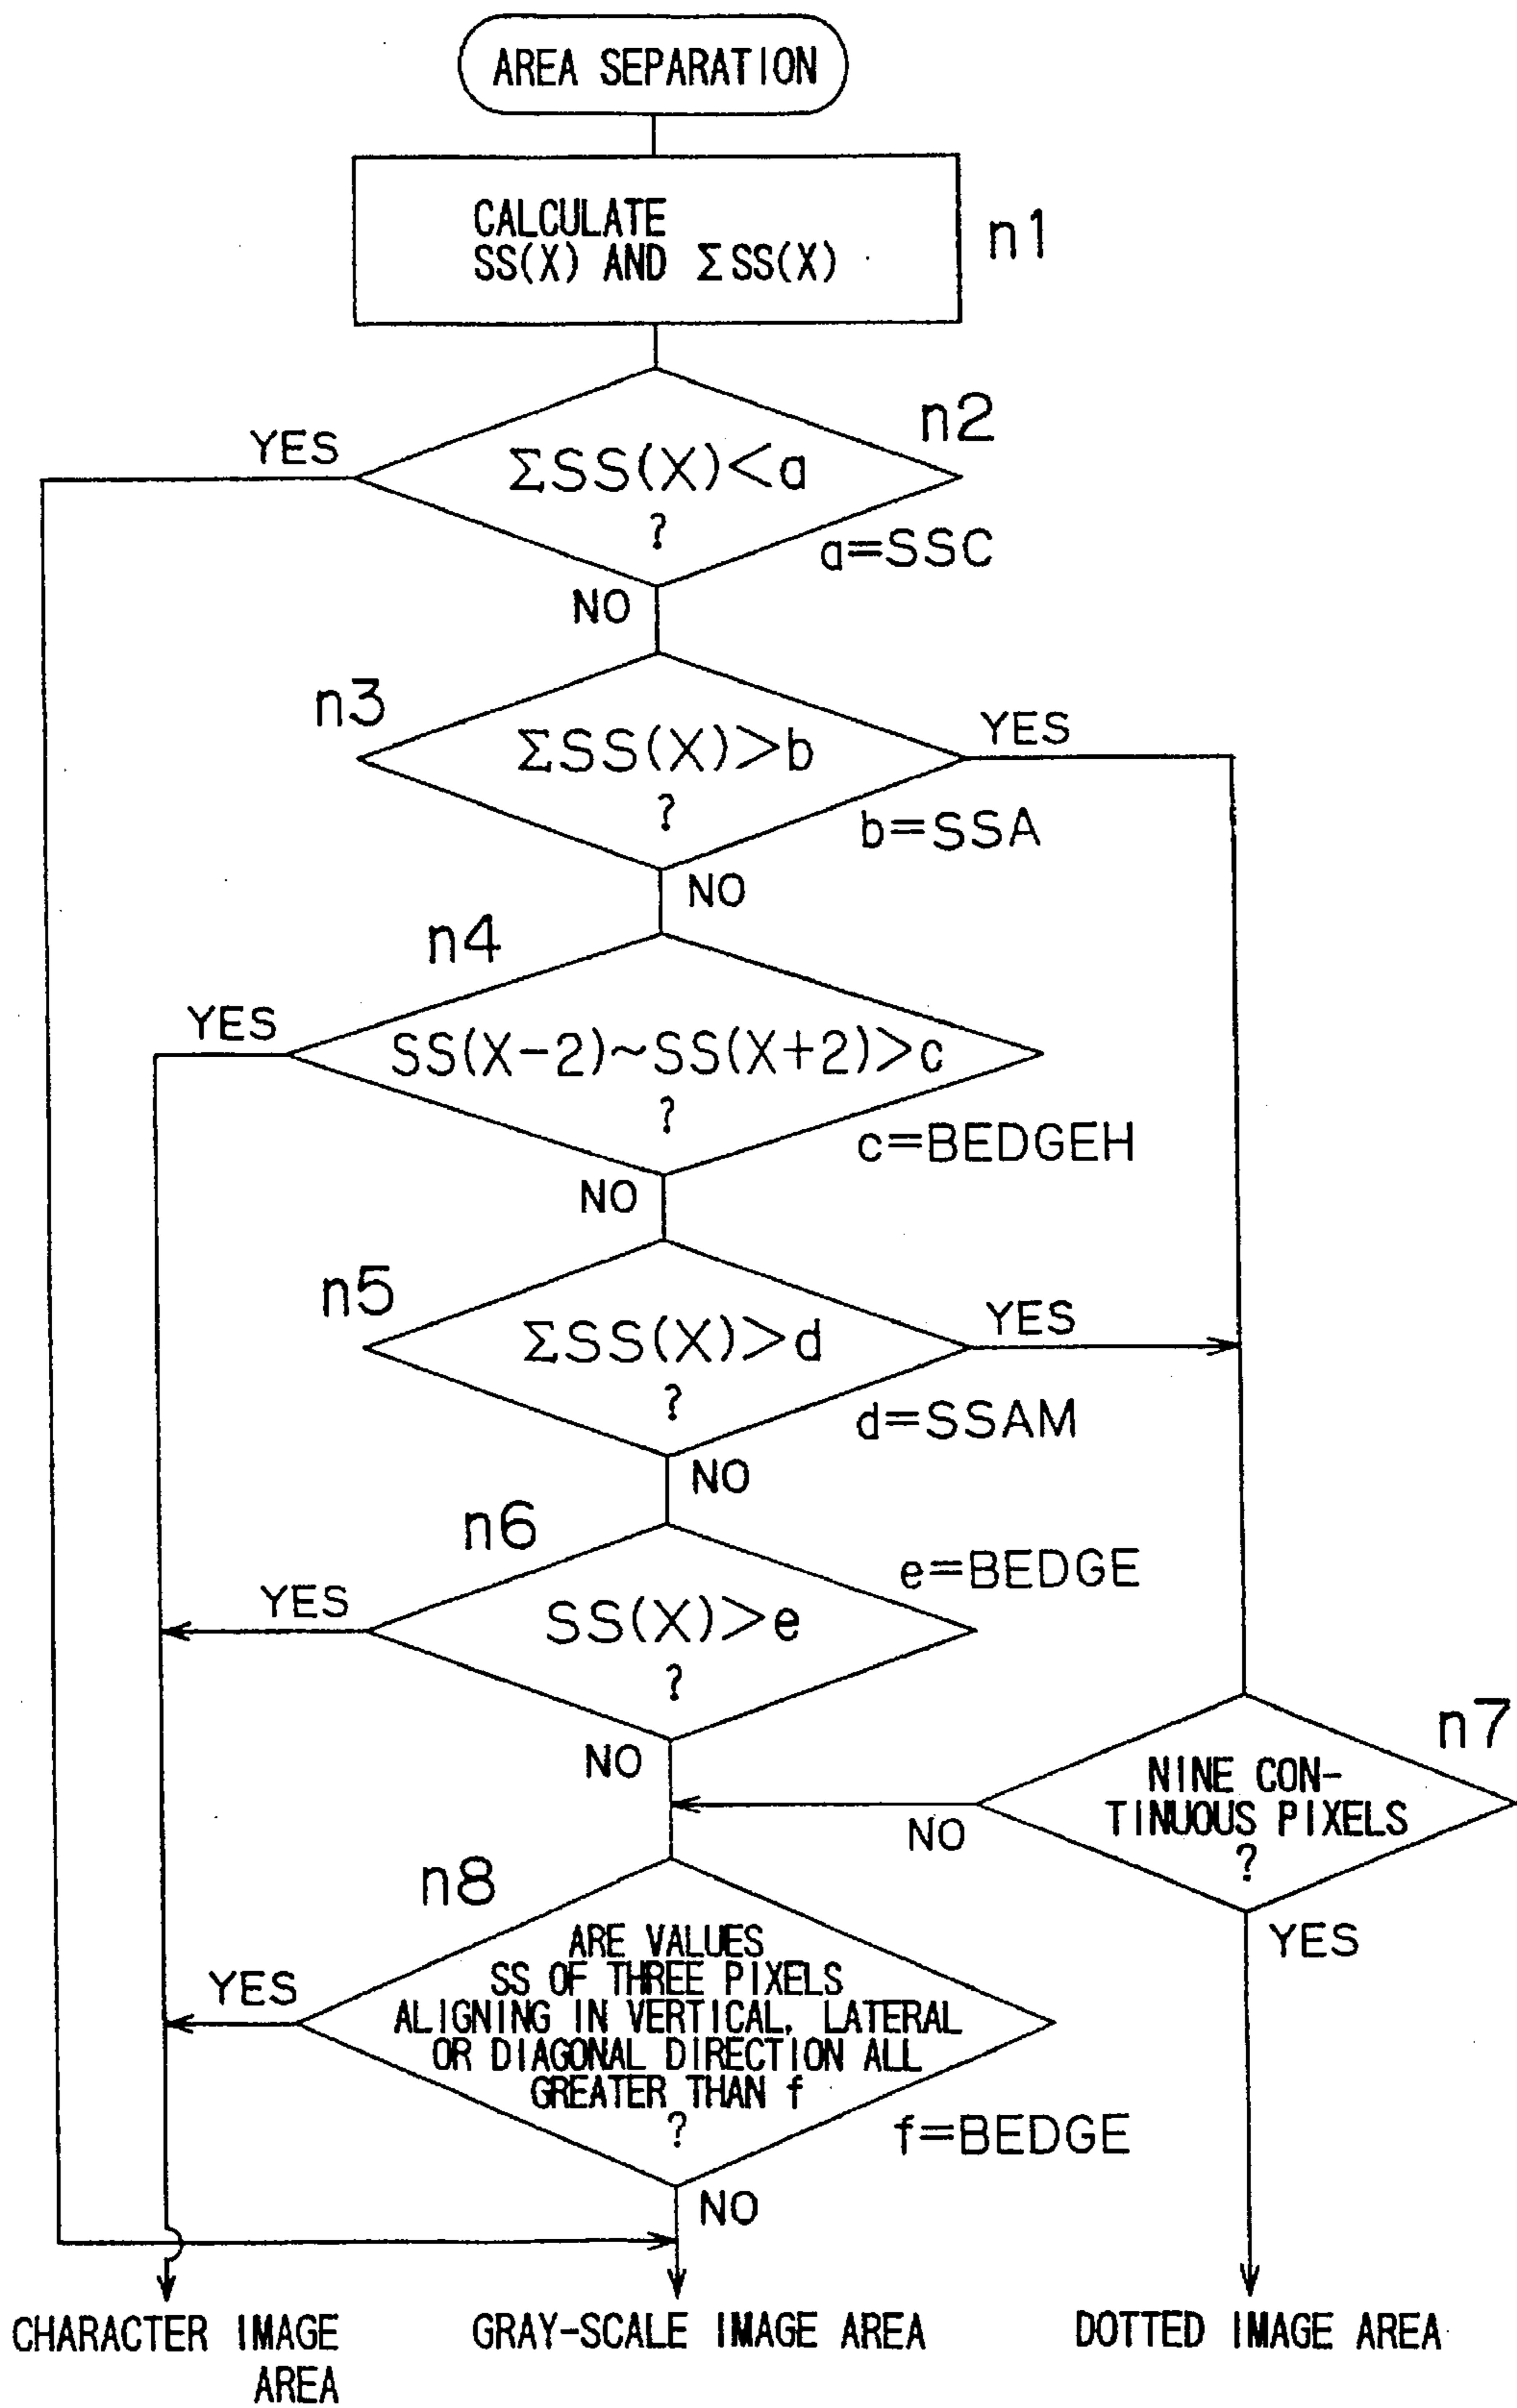 AREA SEPARATION
CALCULATE
SS(X) AND ΣSS(X)
n1
n2
YES
ΣSS(X)<a
?
a=SSC
NO
n3
YES
ΣSS(X)>b
?
b=SSA
NO
n4
YES
SS(X-2)~SS(X+2)>c
?
c=BEDGEH
NO
n5
YES
ΣSS(X)>d
?
d=SSAM
NO
n6
e=BEDGE
YES
SS(X)>e
?
NO
n7
NINE CON-
TINUOUS PIXELS
?
NO
YES
n8
ARE VALUES
SS OF THREE PIXELS
ALIGNING IN VERTICAL, LATERAL
OR DIAGONAL DIRECTION ALL
GREATER THAN f
?
YES
f=BEDGE
NO
CHARACTER IMAGE
AREA
GRAY-SCALE IMAGE AREA
DOTTED IMAGE AREA